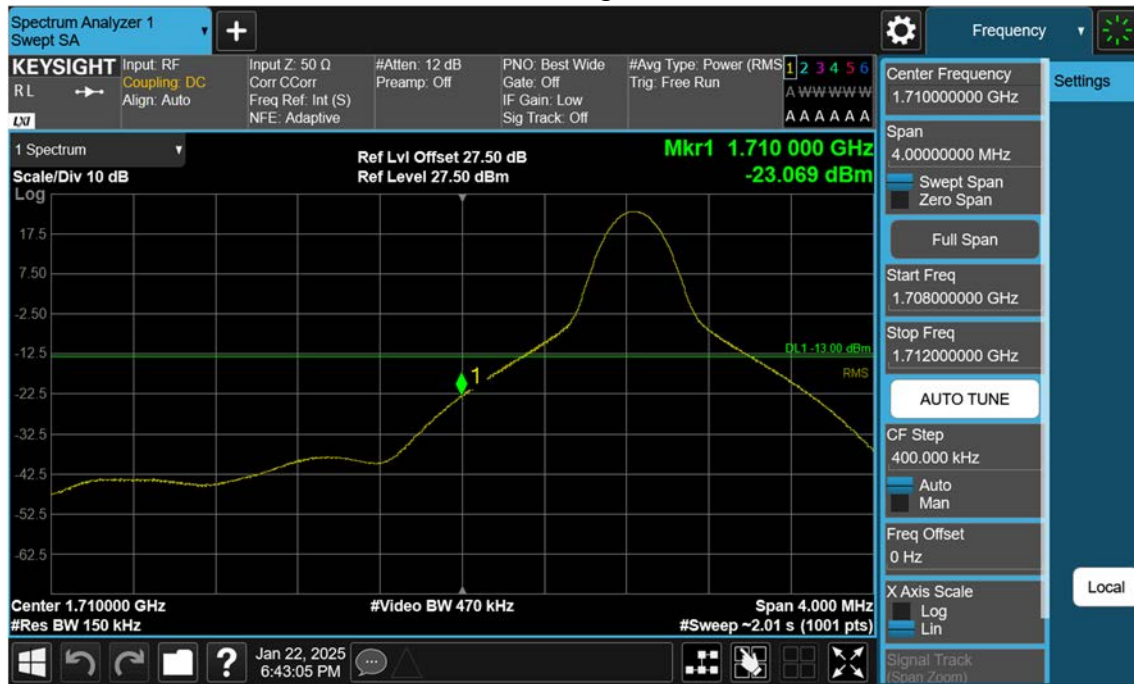 Spectrum Analyzer 1
Swept SA
+
Frequency
KEYSIGHT
R L
LXI
Input: RF
Coupling: DC
Align: Auto
Input Z: 50 Ω
Corr CCorr
Freq Ref: Int (S)
NFE: Adaptive
#Atten: 12 dB
Preamp: Off
PNO: Best Wide
Gate: Off
IF Gain: Low
Sig Track: Off
#Avg Type: Power (RMS
Trig: Free Run
1 2 3 4 5 6
A W W W W W
A A A A A A
1 Spectrum
Scale/Div 10 dB
Log
Ref Lvl Offset 27.50 dB
Ref Level 27.50 dBm
Mkr1 1.710 000 GHz
-23.069 dBm
17.5
7.50
-2.50
-12.5
-22.5
-32.5
-42.5
-52.5
-62.5
DL1 -13.00 dBm
RMS
1
Center 1.710000 GHz
#Res BW 150 kHz
#Video BW 470 kHz
Span 4.000 MHz
#Sweep ~2.01 s (1001 pts)
Center Frequency
1.710000000 GHz
Span
4.00000000 MHz
Swept Span
Zero Span
Full Span
Start Freq
1.708000000 GHz
Stop Freq
1.712000000 GHz
AUTO TUNE
CF Step
400.000 kHz
Auto
Man
Freq Offset
0 Hz
X Axis Scale
Log
Lin
Signal Track
(Span Zoom)
Settings
Local
?
Jan 22, 2025
6:43:05 PM